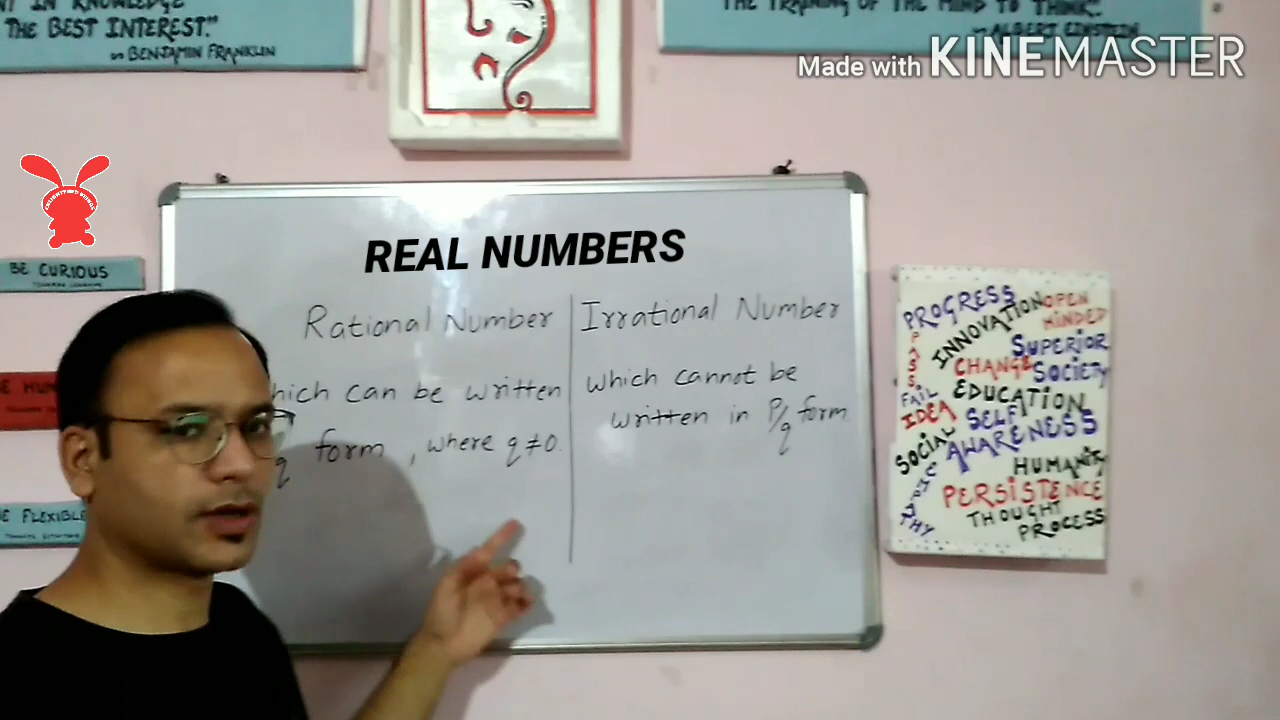 IN KNOWLEDGE
THE BEST INTEREST."
BENJAMIN FRANKLIN
THE TRAINING OF THE MIND TO THINK".
ALBERT EINSTEIN
Made with KINEMASTER
BE CURIOUS
REAL NUMBERS
Rational Number
Irrational Number
which can be written
form, where q≠0.
which cannot be
written in P/q form
BE FLEXIBLE
PROGRESS
INNOVATION
OPEN
MINDED
SUPERIOR
CHANGE
SOCIETY
FAIL
EDUCATION
IDEA
SELF
SOCIAL
AWARENESS
HUMANITY
PERSISTENCE
THOUGHT
PROCESS